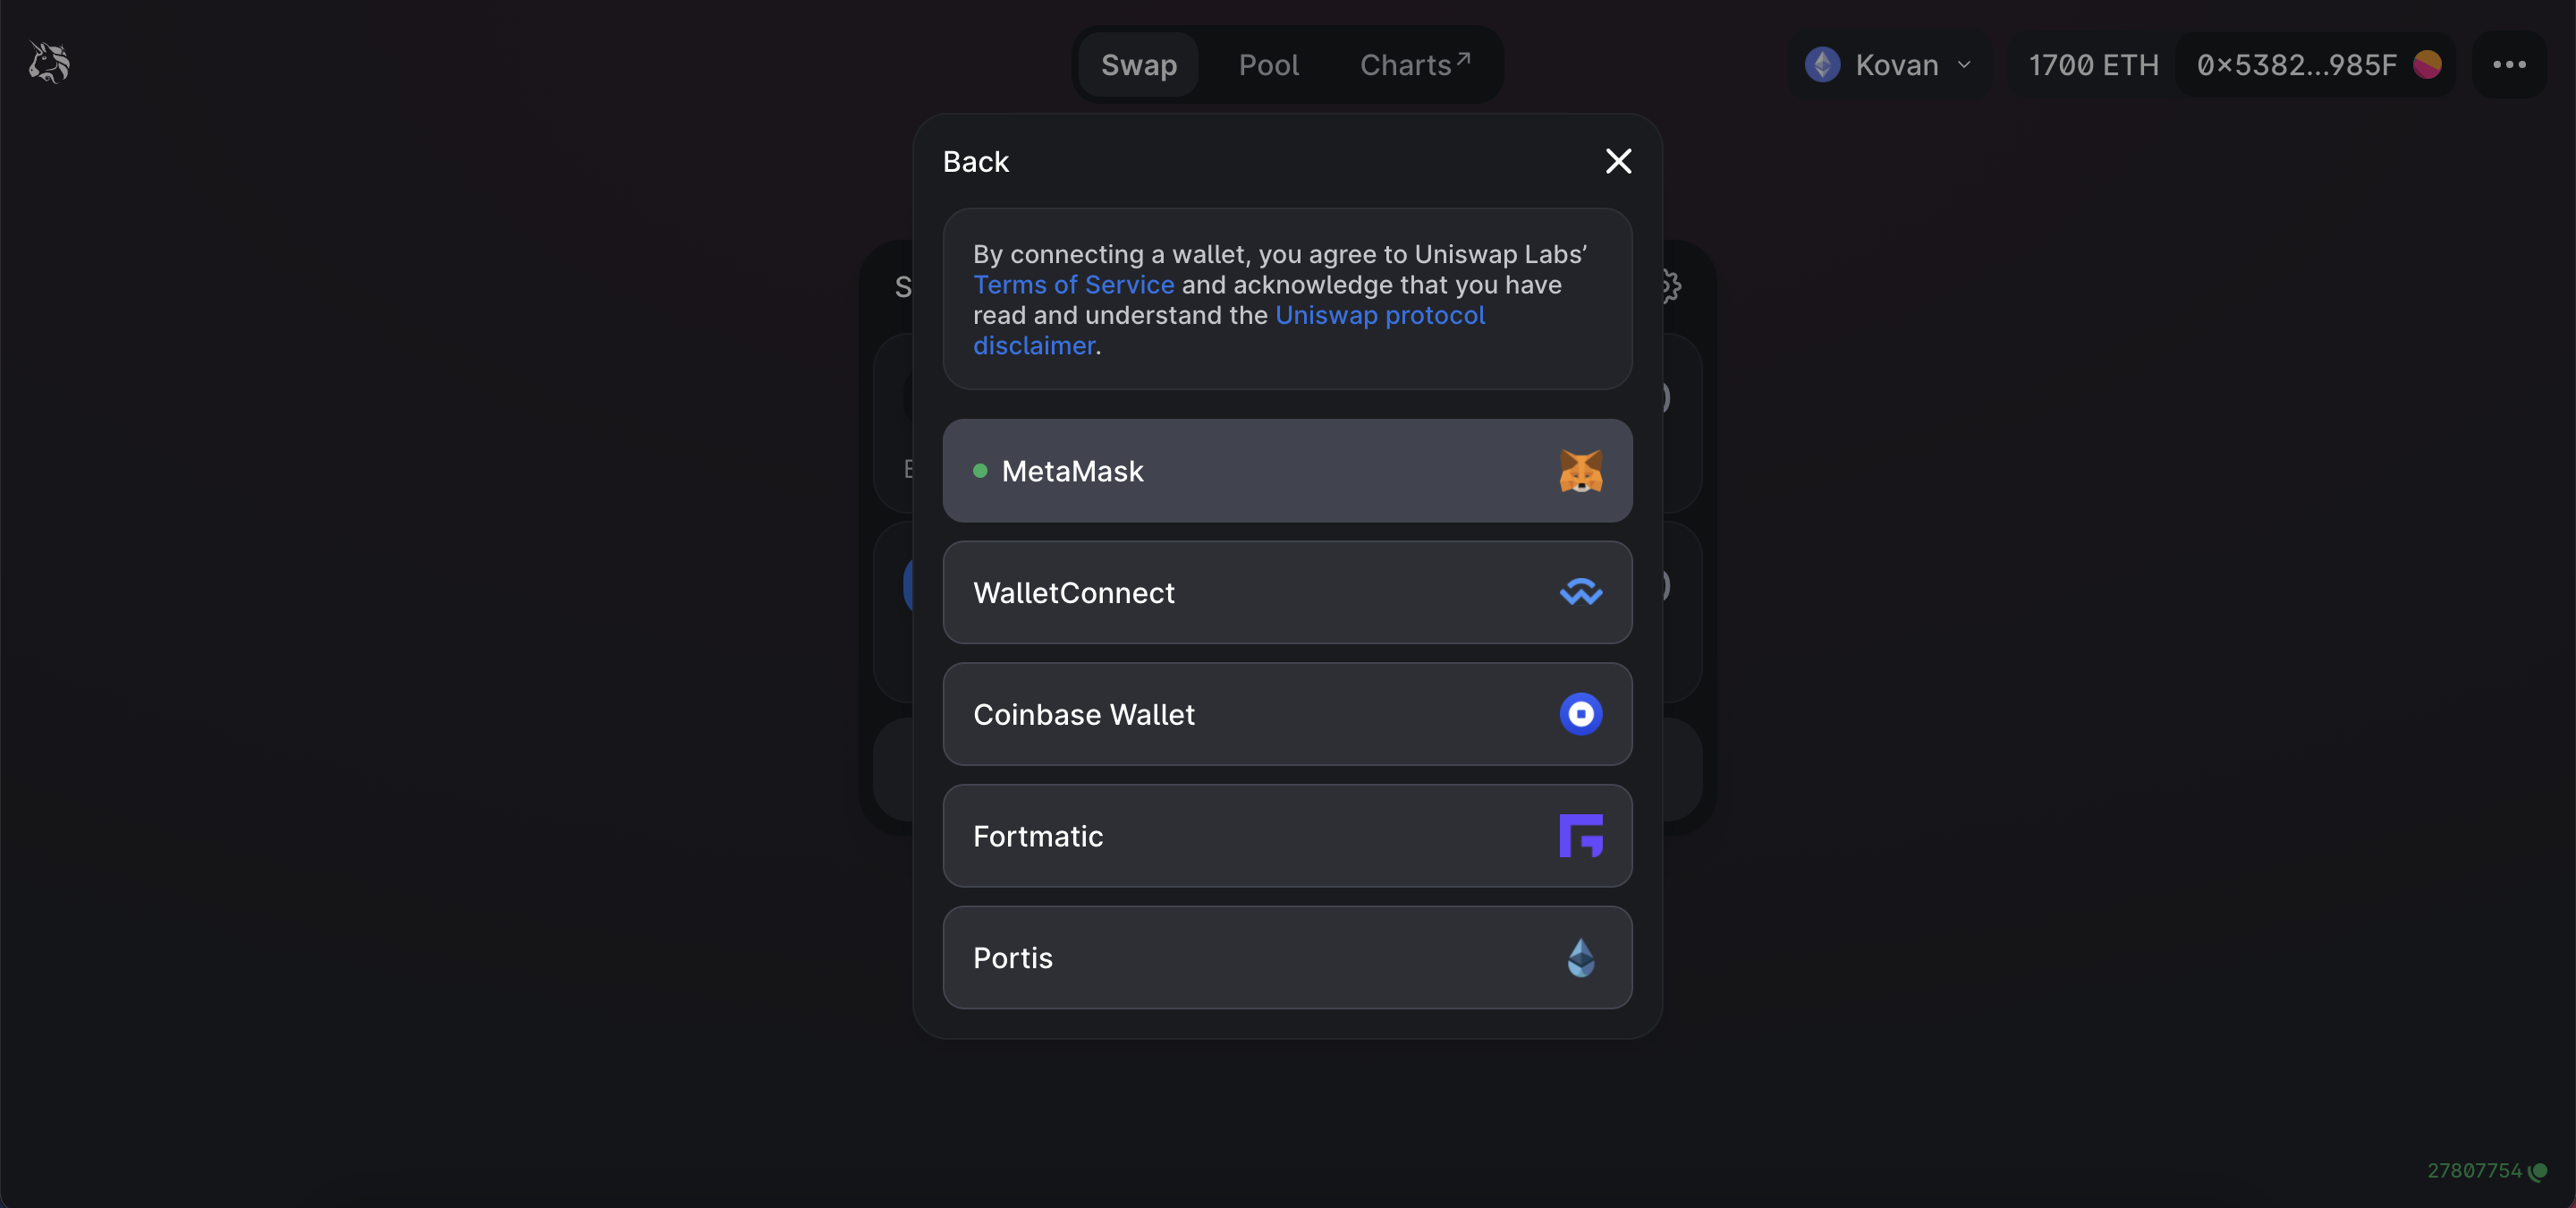 Swap
Pool
Charts↗
Kovan
1700 ETH
0x5382...985F
Back
By connecting a wallet, you agree to Uniswap Labs’
Terms of Service and acknowledge that you have
read and understand the Uniswap protocol
disclaimer.
MetaMask
WalletConnect
Coinbase Wallet
Fortmatic
Portis
27807754